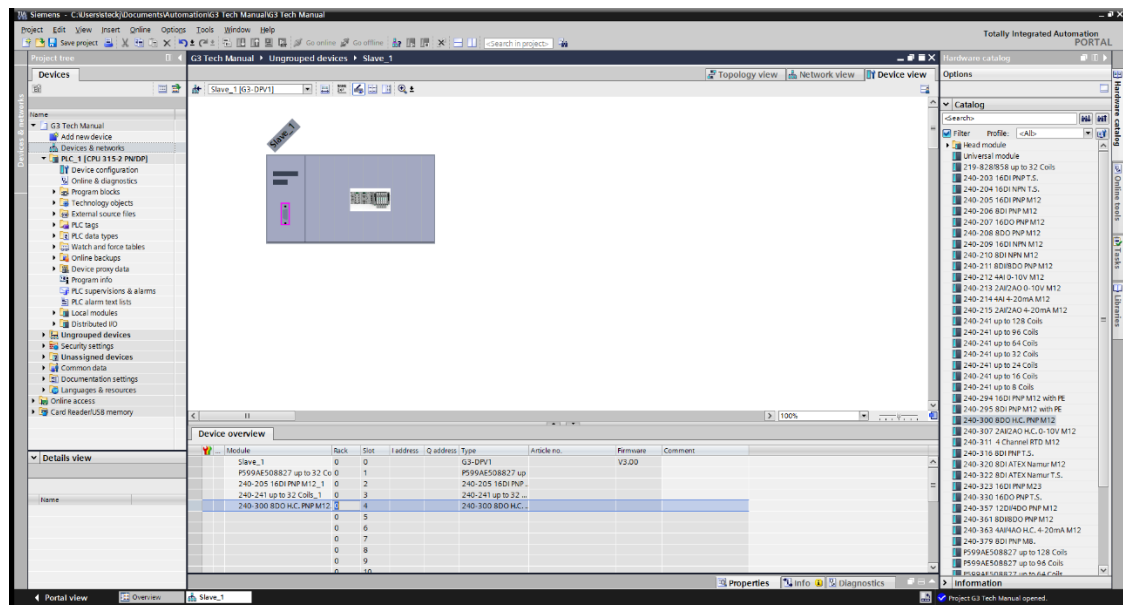 Siemens - C:\Users\steckj\Documents\Automation\G3 Tech Manual\G3 Tech Manual
Project Edit View Insert Online Options Tools Window Help
Totally Integrated Automation
PORTAL
Save project
Go online
Go offline
<Search in project>
Project tree
Devices
Name
G3 Tech Manual
Add new device
Devices & networks
PLC_1 [CPU 315-2 PN/DP]
Device configuration
Online & diagnostics
Program blocks
Technology objects
External source files
PLC tags
PLC data types
Watch and force tables
Online backups
Device proxy data
Program info
PLC supervisions & alarms
PLC alarm text lists
Local modules
Distributed I/O
Ungrouped devices
Security settings
Unassigned devices
Common data
Documentation settings
Languages & resources
Online access
Card Reader/USB memory
Details view
Name
Devices & networks
G3 Tech Manual Ungrouped devices Slave_1
Topology view Network view Device view
Slave_1 [G3-DPV1]
Slave_1
100%
Device overview
... Module Rack Slot I address Q address Type Article no. Firmware Comment
Slave_1 0 0 G3-DPV1 V3.00
P599AE508827 up to 32 Co 0 1 P599AE508827 up
240-205 16DI PNP M12_1 0 2 240-205 16DI PNP..
240-241 up to 32 Coils_1 0 3 240-241 up to 32 ...
240-300 8DO H.C. PNP M12. 0 4 240-300 8DO H.C. ..
0 5
0 6
0 7
0 8
0 9
0 10
Properties Info Diagnostics
Hardware catalog
Options
Catalog
<Search>
Filter Profile: <All>
Head module
Universal module
219-828/858 up to 32 Coils
240-203 16DI PNP T.S.
240-204 16DI NPN T.S.
240-205 16DI PNP M12
240-206 8DI PNP M12
240-207 16DO PNP M12
240-208 8DO PNP M12
240-209 16DI NPN M12
240-210 8DI NPN M12
240-211 8DI/8DO PNP M12
240-212 4AI 0-10V M12
240-213 2AI/2AO 0-10V M12
240-214 4AI 4-20mA M12
240-215 2AI/2AO 4-20mA M12
240-241 up to 128 Coils
240-241 up to 96 Coils
240-241 up to 64 Coils
240-241 up to 32 Coils
240-241 up to 24 Coils
240-241 up to 16 Coils
240-241 up to 8 Coils
240-294 16DI PNP M12 with PE
240-295 8DI PNP M12 with PE
240-300 8DO H.C. PNP M12
240-307 2AI/2AO H.C. 0-10V M12
240-311 4 Channel RTD M12
240-316 8DI PNP T.S.
240-320 8DI ATEX Namur M12
240-322 8DI ATEX Namur T.S.
240-323 16DI PNP M23
240-330 16DO PNP T.S.
240-357 12DI/4DO PNP M12
240-361 8DI/8DO PNP M12
240-363 4AI/4AO H.C. 4-20mA M12
240-379 8DI PNP M8.
P599AE508827 up to 128 Coils
P599AE508827 up to 96 Coils
P599AE508827 up to 64 Coils
Information
Hardware catalog
Online tools
Tasks
Libraries
Portal view
Overview
Slave_1
Project G3 Tech Manual opened.